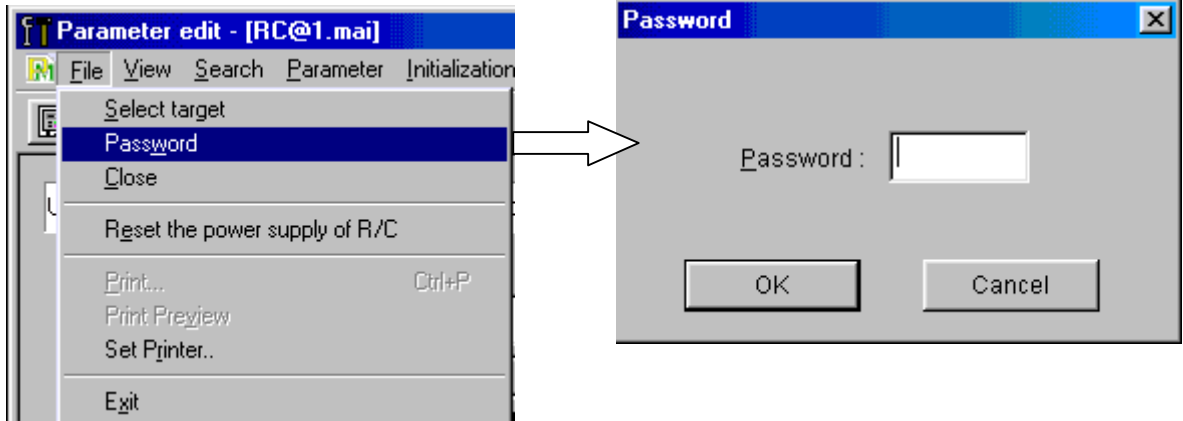 Parameter edit - [RC@1.mai]
File View Search Parameter Initialization
Select target
Password
Close
Reset the power supply of R/C
Print... Ctrl+P
Print Preview
Set Printer..
Exit
Password
Password :
OK Cancel